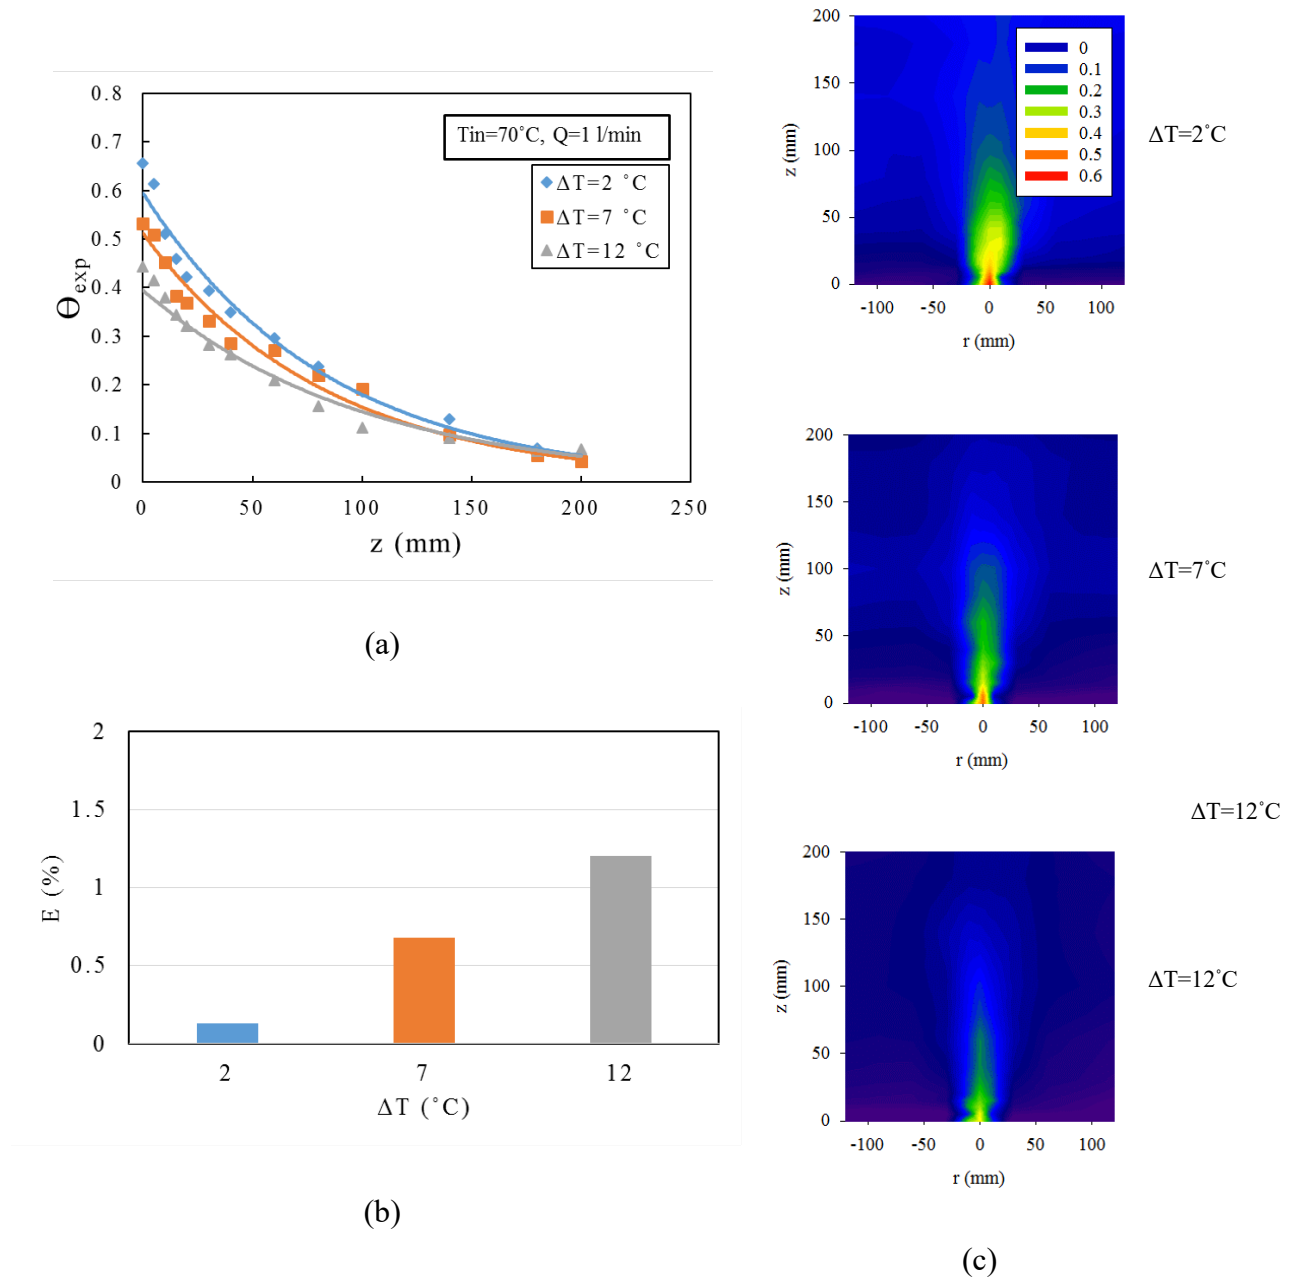 0.8
0.7
0.6
0.5
0.4
0.3
0.2
0.1
0
Θexp
Tin=70˚C, Q=1 l/min
ΔT=2 ˚C
ΔT=7 ˚C
ΔT=12 ˚C
0 50 100 150 200 250
z (mm)
(a)
2
1.5
1
0.5
0
E (%)
2 7 12
ΔT (˚C)
(b)
200
150
100
50
0
z (mm)
0
0.1
0.2
0.3
0.4
0.5
0.6
-100 -50 0 50 100
r (mm)
ΔT=2˚C
200
150
100
50
0
z (mm)
-100 -50 0 50 100
r (mm)
ΔT=7˚C
ΔT=12˚C
200
150
100
50
0
z (mm)
-100 -50 0 50 100
r (mm)
ΔT=12˚C
(c)